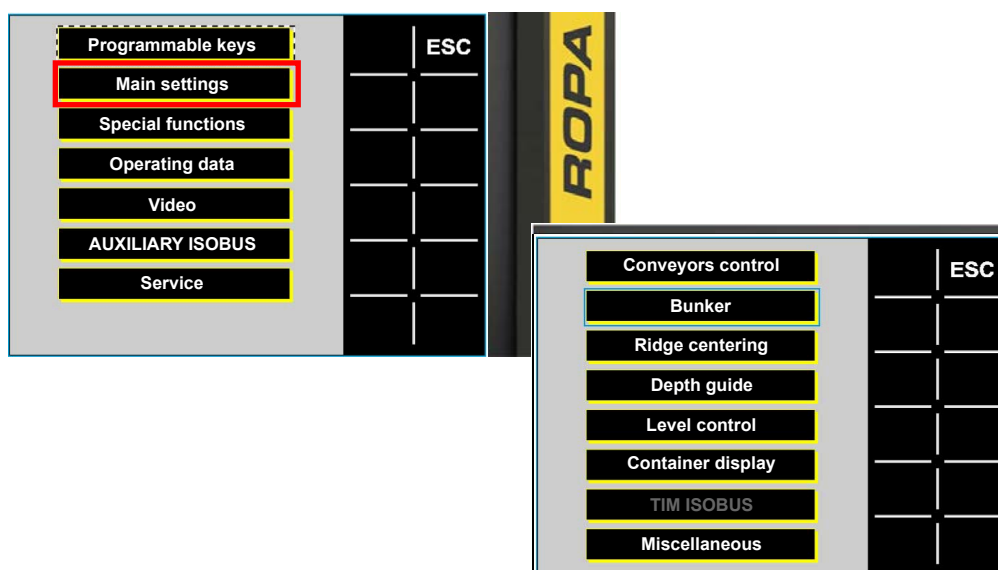 Programmable keys
ESC
Main settings
Special functions
Operating data
Video
AUXILIARY ISOBUS
Service
ROPA
Conveyors control
ESC
Bunker
Ridge centering
Depth guide
Level control
Container display
TIM ISOBUS
Miscellaneous